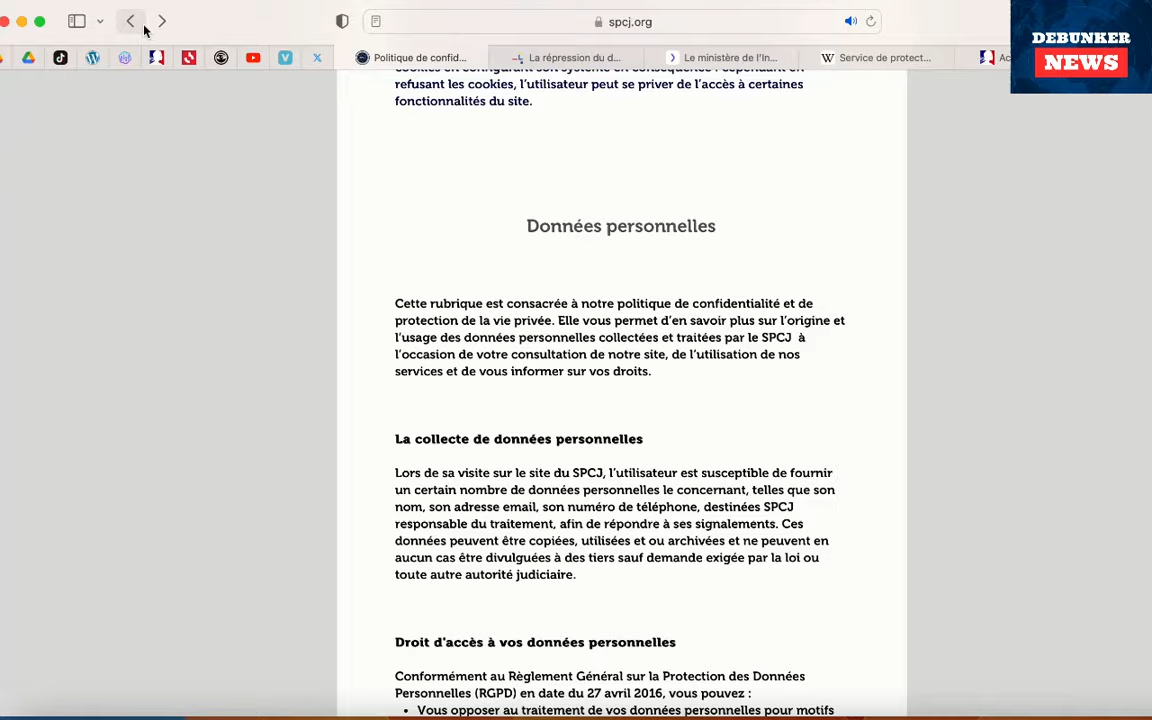 spcj.org
DEBUNKER
NEWS
Politique de confid...
La répression du d...
Le ministère de l'In...
Service de protect...
Ac
cookies en configurant son système en conséquence : cependant en
refusant les cookies, l'utilisateur peut se priver de l'accès à certaines
fonctionnalités du site.
Données personnelles
Cette rubrique est consacrée à notre politique de confidentialité et de
protection de la vie privée. Elle vous permet d'en savoir plus sur l'origine et
l'usage des données personnelles collectées et traitées par le SPCJ à
l'occasion de votre consultation de notre site, de l'utilisation de nos
services et de vous informer sur vos droits.
La collecte de données personnelles
Lors de sa visite sur le site du SPCJ, l'utilisateur est susceptible de fournir
un certain nombre de données personnelles le concernant, telles que son
nom, son adresse email, son numéro de téléphone, destinées SPCJ
responsable du traitement, afin de répondre à ses signalements. Ces
données peuvent être copiées, utilisées et ou archivées et ne peuvent en
aucun cas être divulguées à des tiers sauf demande exigée par la loi ou
toute autre autorité judiciaire.
Droit d'accès à vos données personnelles
Conformément au Règlement Général sur la Protection des Données
Personnelles (RGPD) en date du 27 avril 2016, vous pouvez :
• Vous opposer au traitement de vos données personnelles pour motifs